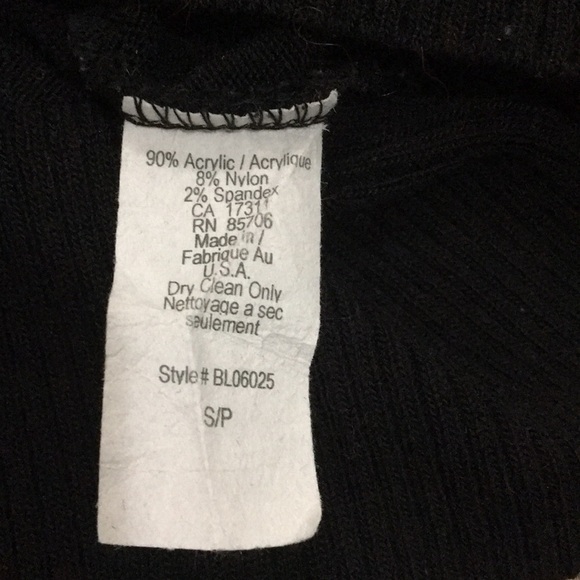 90% Acrylic / Acrylique
8% Nylon
2% Spandex
CA 17311
RN 85706
Made in /
Fabrique Au
U.S.A.
Dry Clean Only
Nettoyage a sec
seulement
Style# BL06025
S/P